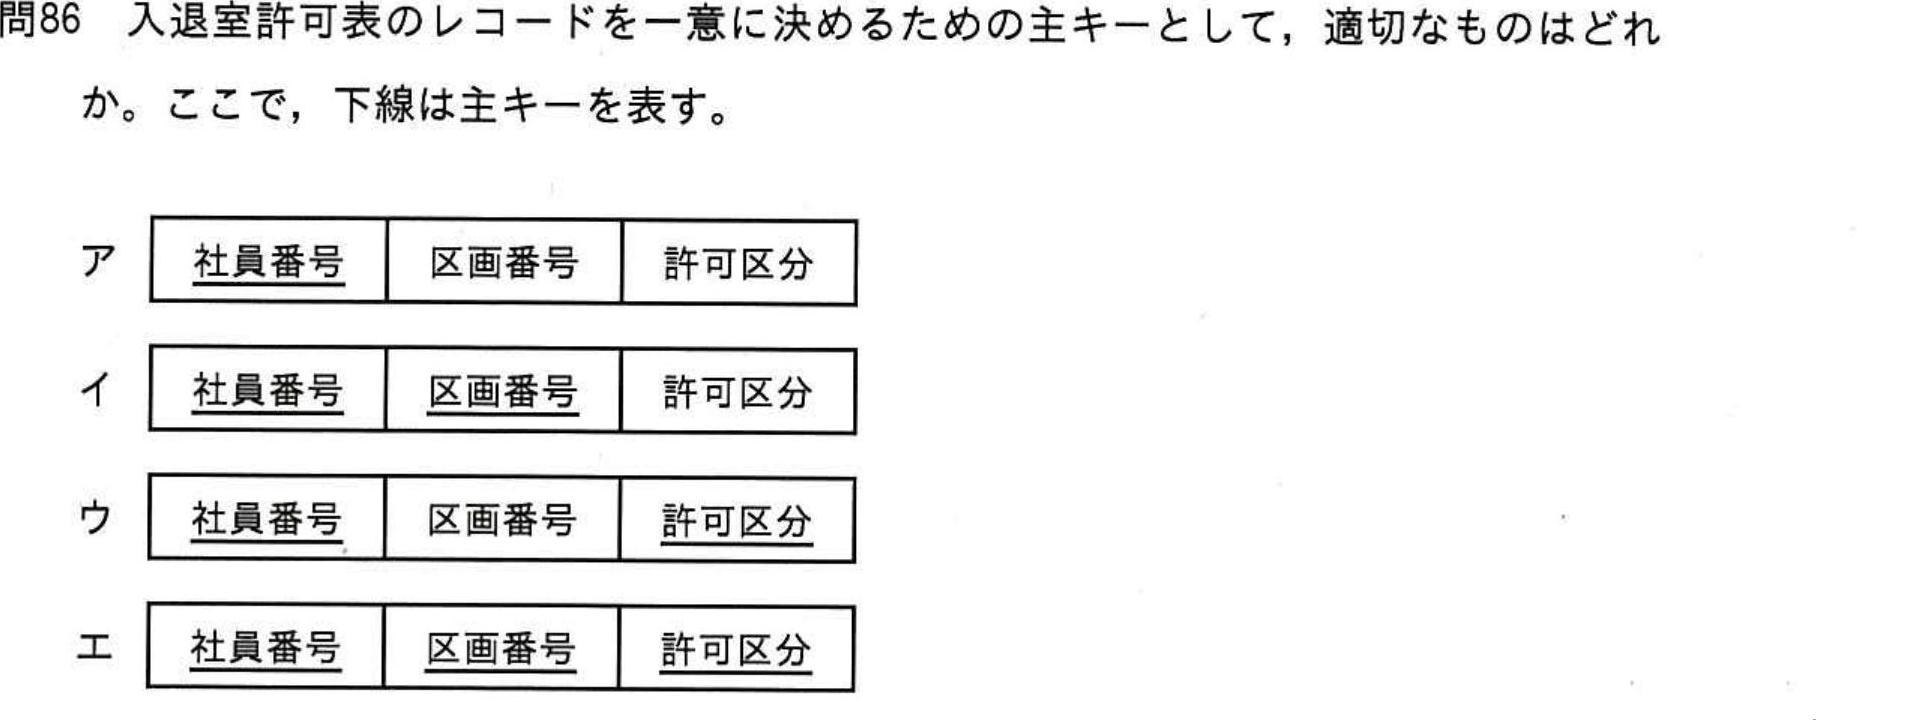 問86 入退室許可表のレコードを一意に決めるための主キーとして，適切なものはどれ
か。ここで，下線は主キーを表す。
ア 社員番号 区画番号 許可区分
イ 社員番号 区画番号 許可区分
ウ 社員番号 区画番号 許可区分
エ 社員番号 区画番号 許可区分